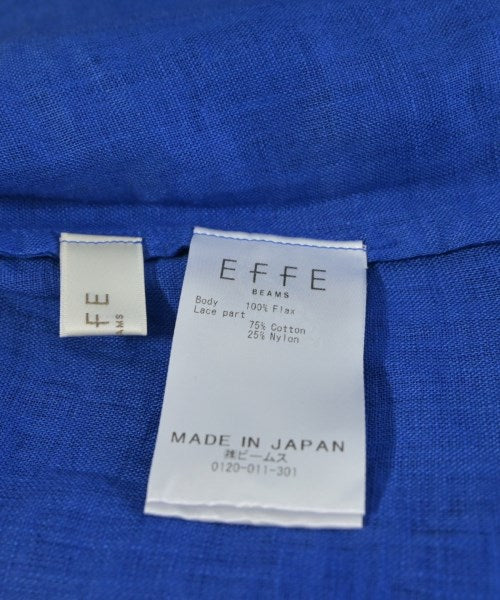 FE
AMS
EFFE
BEAMS
Body 100% Flax
Lace part
75% Cotton
25% Nylon
MADE IN JAPAN
㈱ビームス
0120-011-301